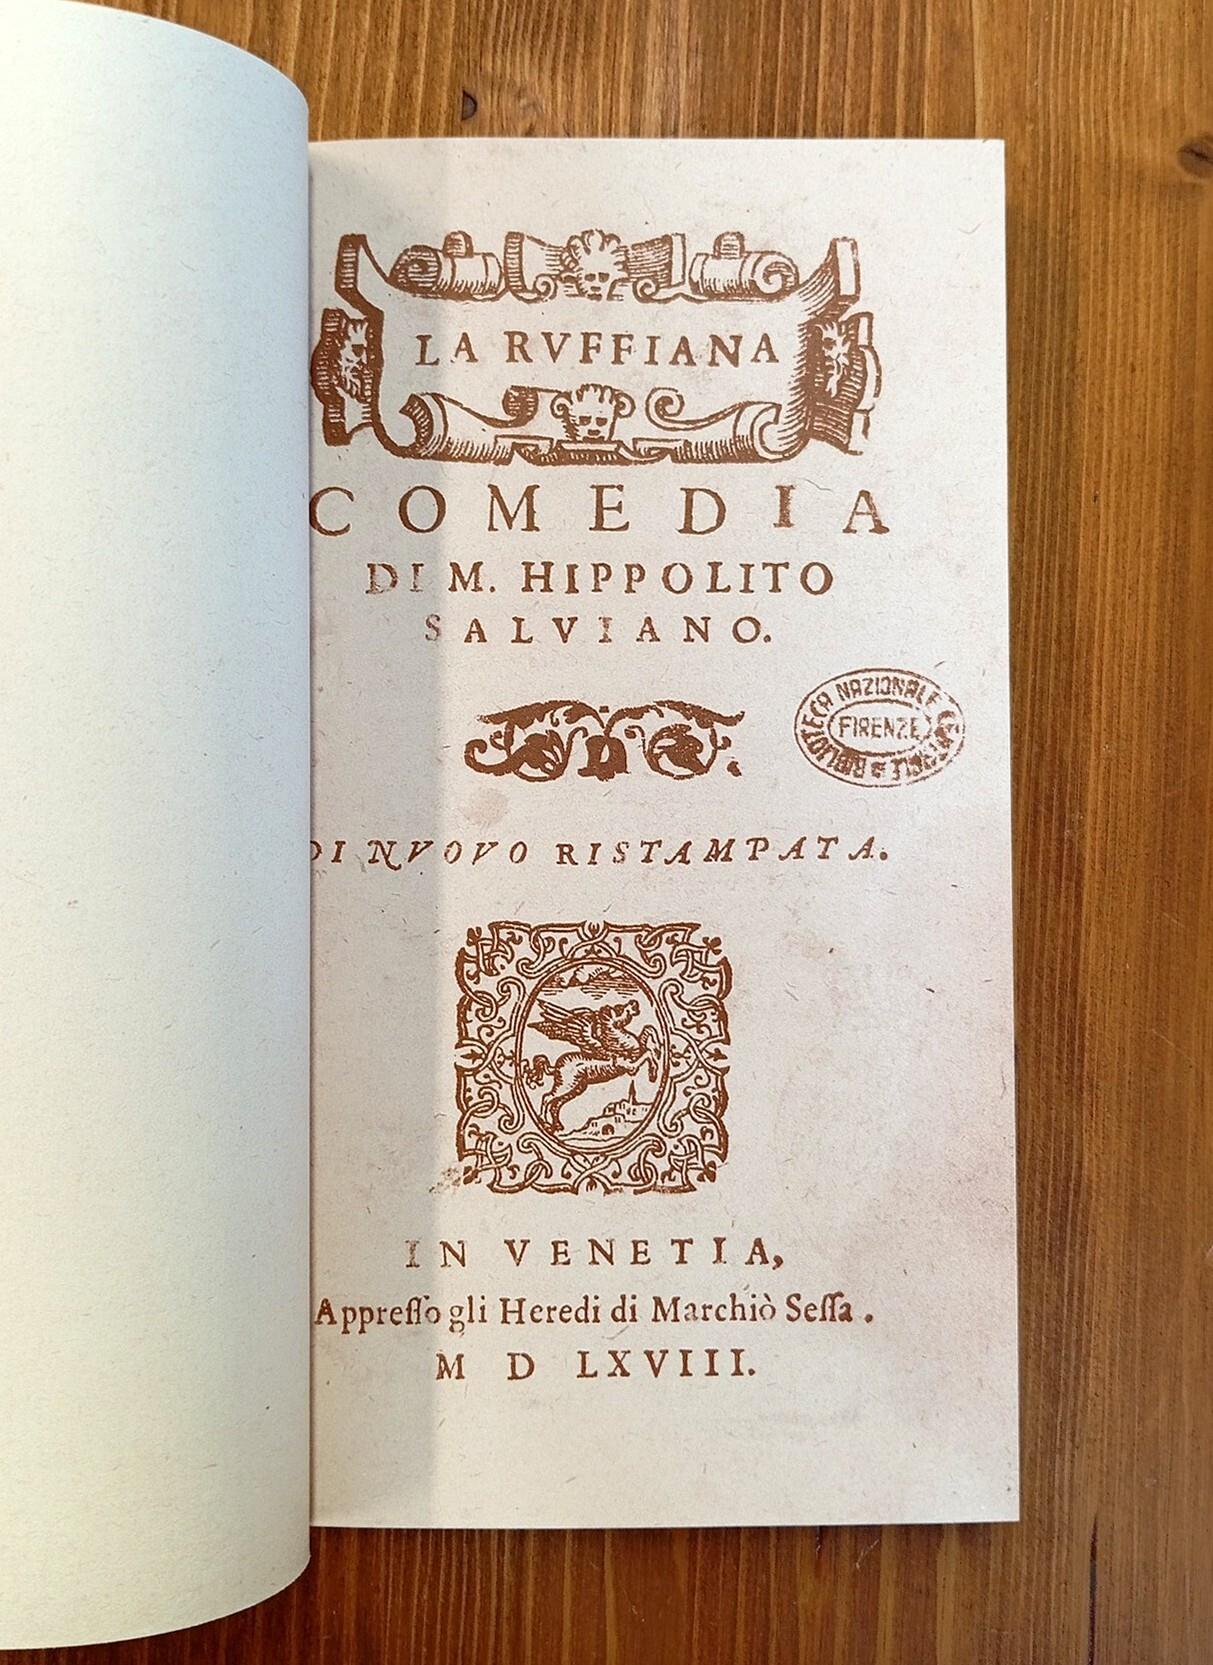 LA RVFFIANA
COMEDIA
DI M. HIPPOLITO
SALVIANO.
BIBLIOTECA NAZIONALE CENTRALE
FIRENZE
DI NVOVO RISTAMPATA.
IN VENETIA,
Appreſſo gli Heredi di Marchiò Seſſa.
M D LXVIII.